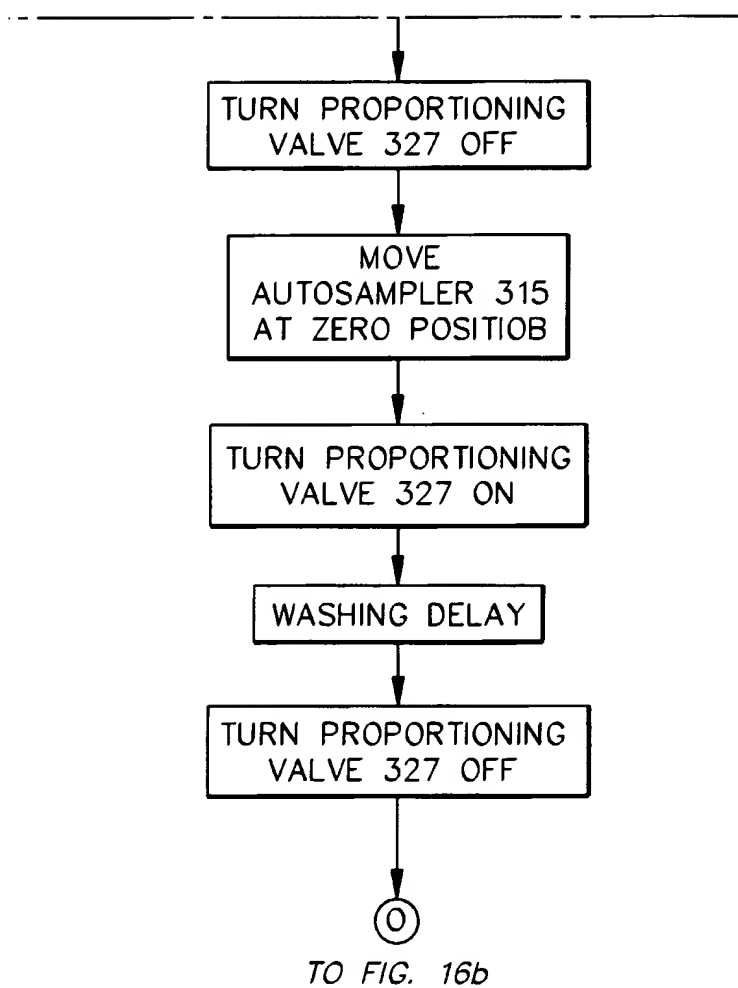 TURN PROPORTIONING
VALVE 327 OFF
MOVE
AUTOSAMPLER 315
AT ZERO POSITIOB
TURN PROPORTIONING
VALVE 327 ON
WASHING DELAY
TURN PROPORTIONING
VALVE 327 OFF
O
TO FIG. 16b